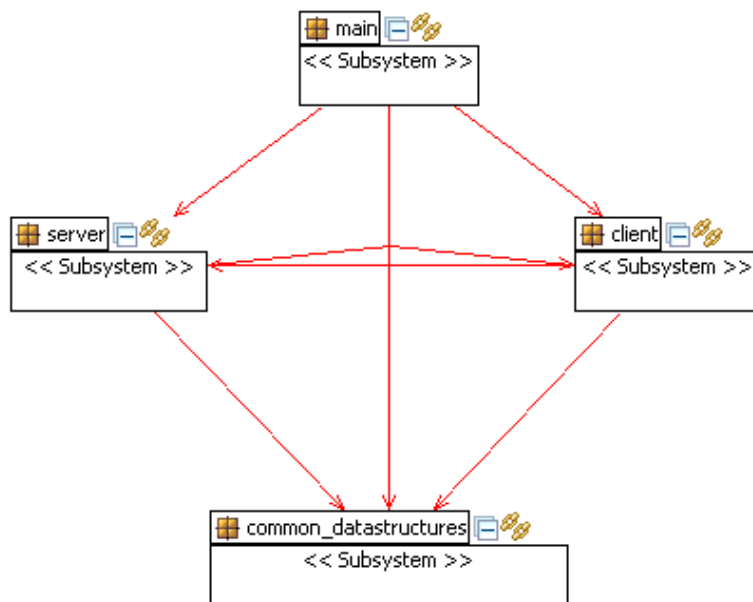 main
<< Subsystem >>
server
<< Subsystem >>
client
<< Subsystem >>
common_datastructures
<< Subsystem >>